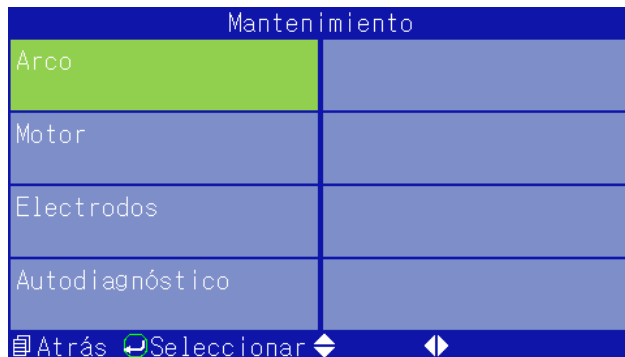 Mantenimiento
Arco
Motor
Electrodos
Autodiagnóstico
Atrás Seleccionar